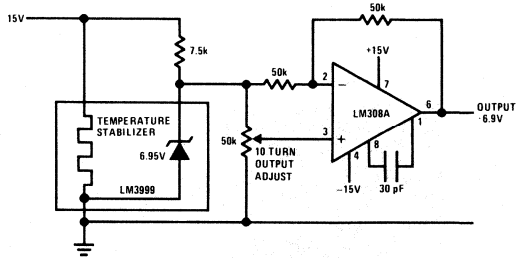 50k
15V
7.5k
+15V
50k
2
7
−
LM308A
6
OUTPUT
·6.9V
TEMPERATURE
STABILIZER
50k
3
+
1
8
6.95V
10 TURN
OUTPUT
ADJUST
4
−15V
30 pF
LM3999